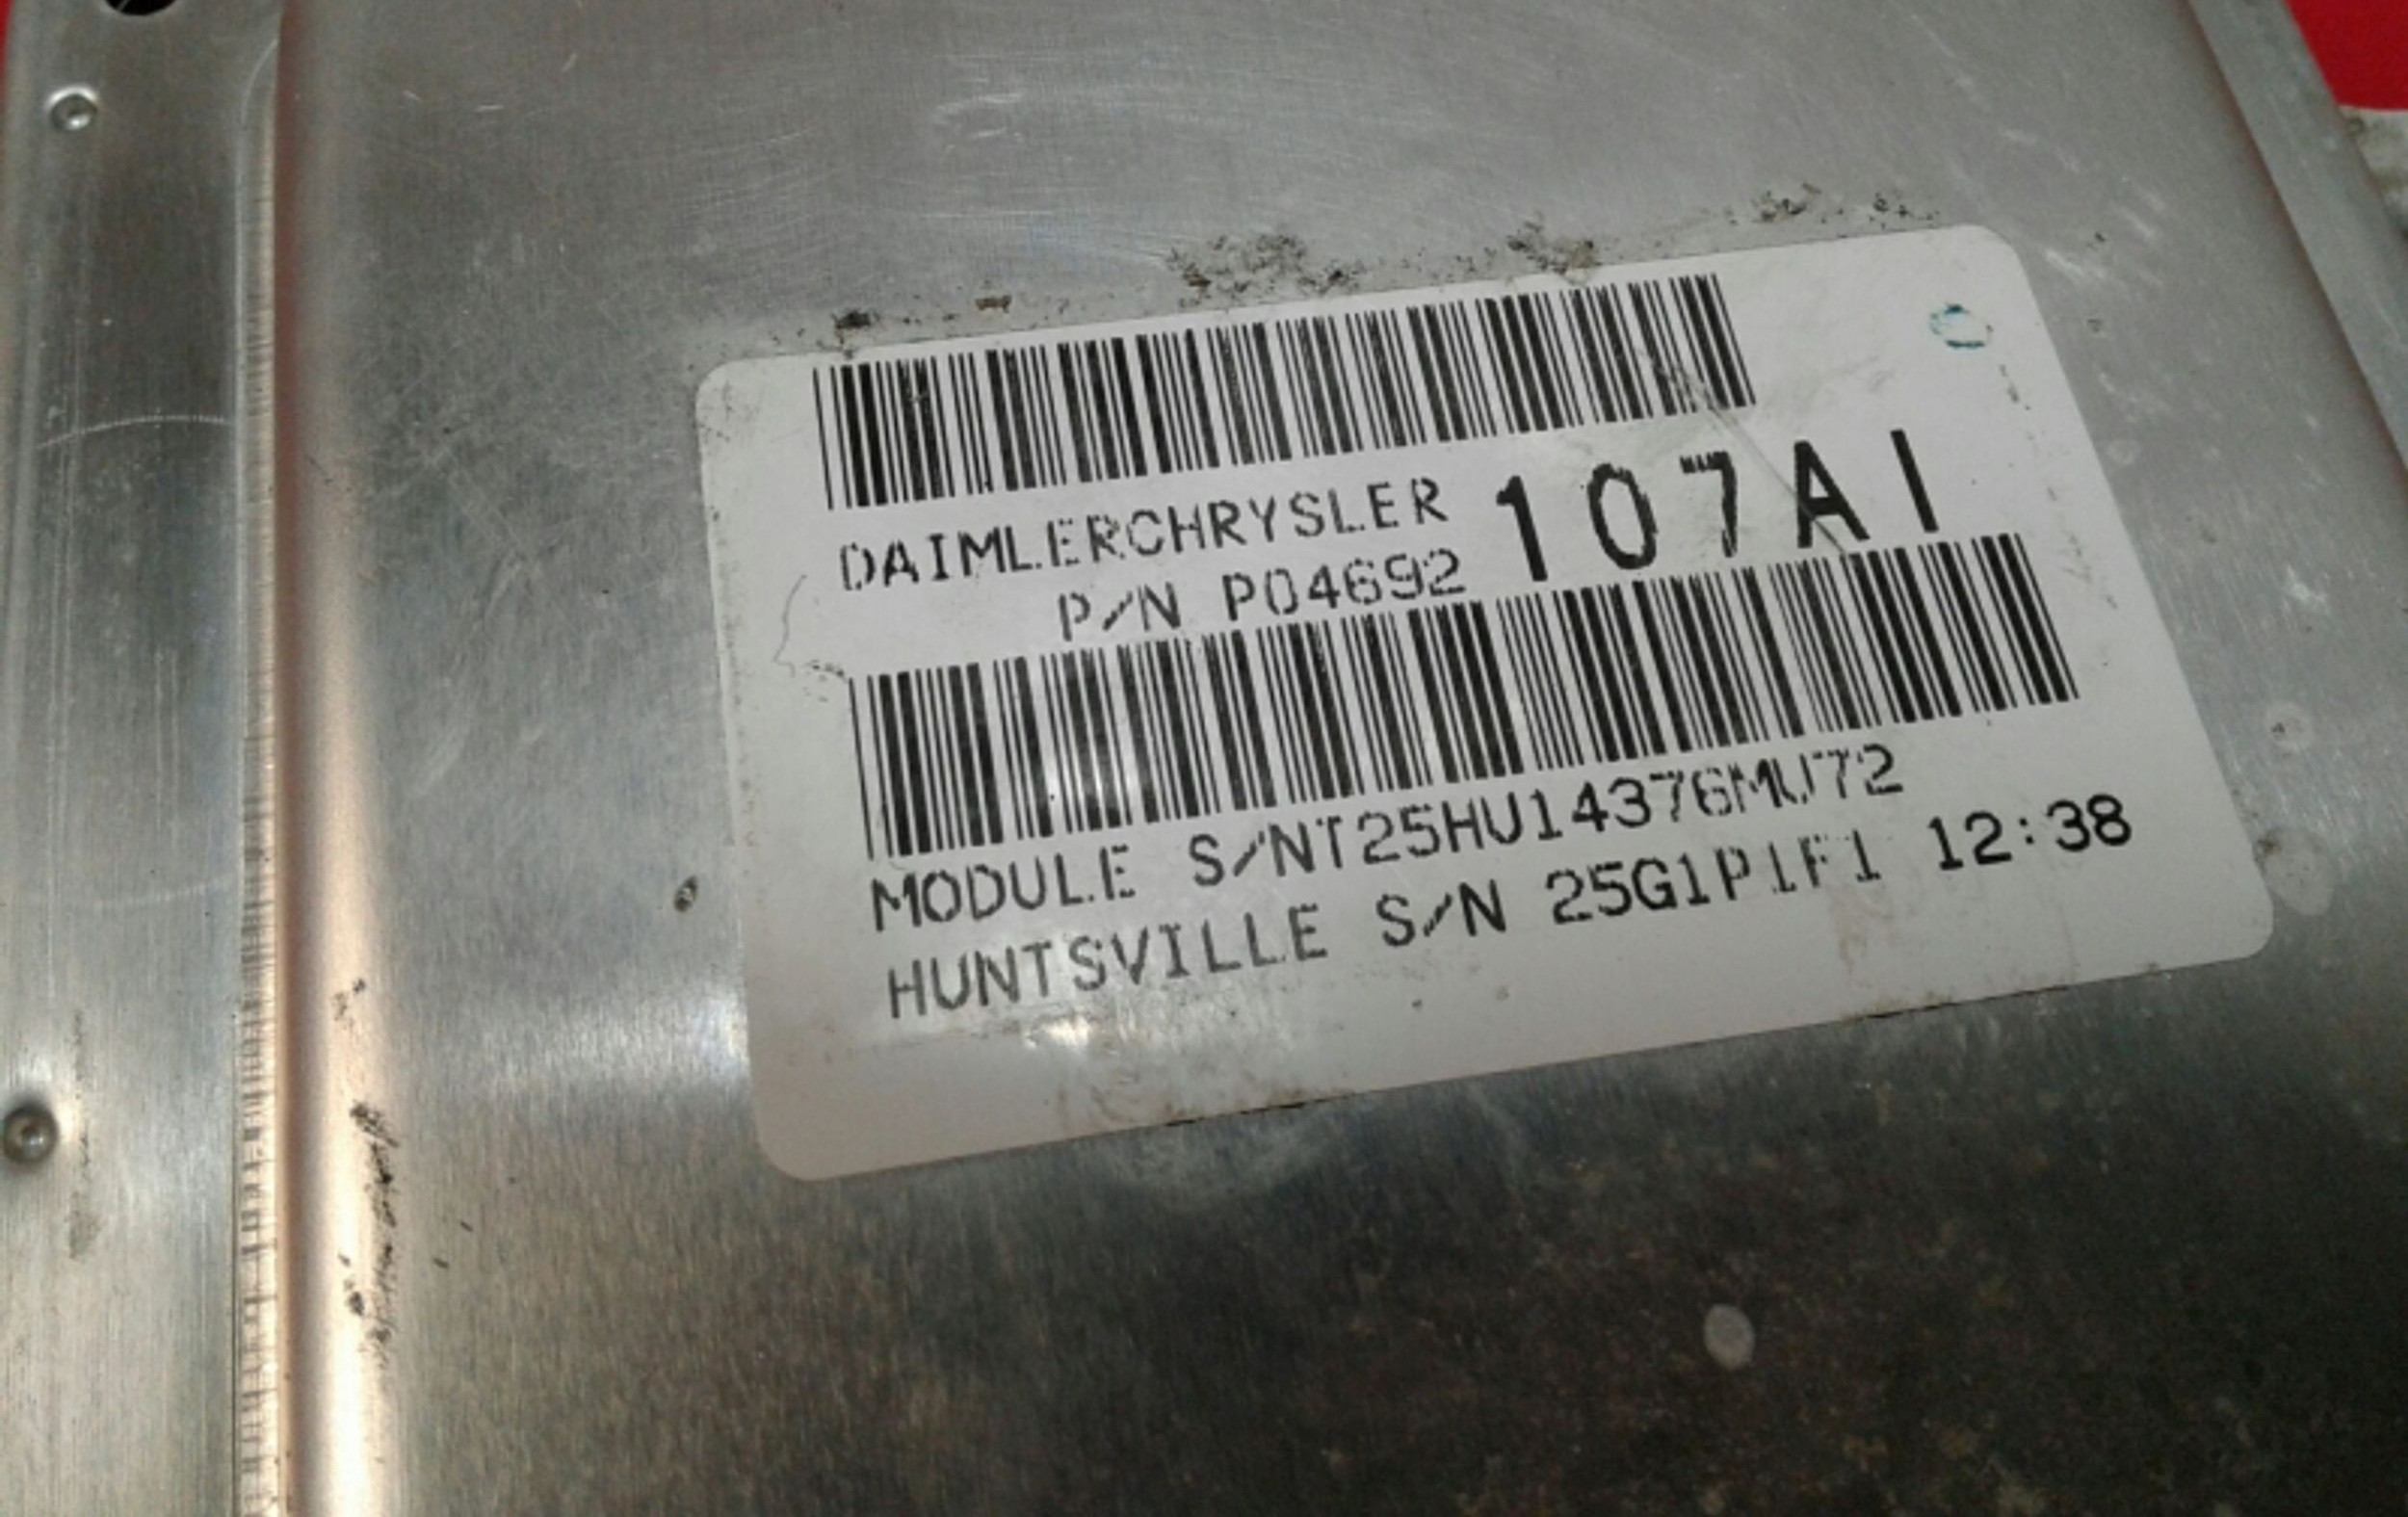 DAIMLERCHRYSLER 107AI
P/N P04692
MODULE S/NT25HU14376MU72
HUNTSVILLE S/N 25G1P1F1 12:38